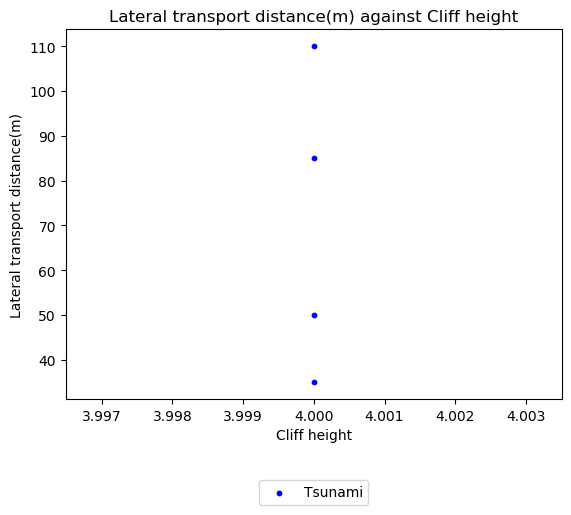 Lateral transport distance(m) against Cliff height
110
100
90
80
70
60
50
40
Lateral transport distance(m)
3.997 3.998 3.999 4.000 4.001 4.002 4.003
Cliff height
Tsunami